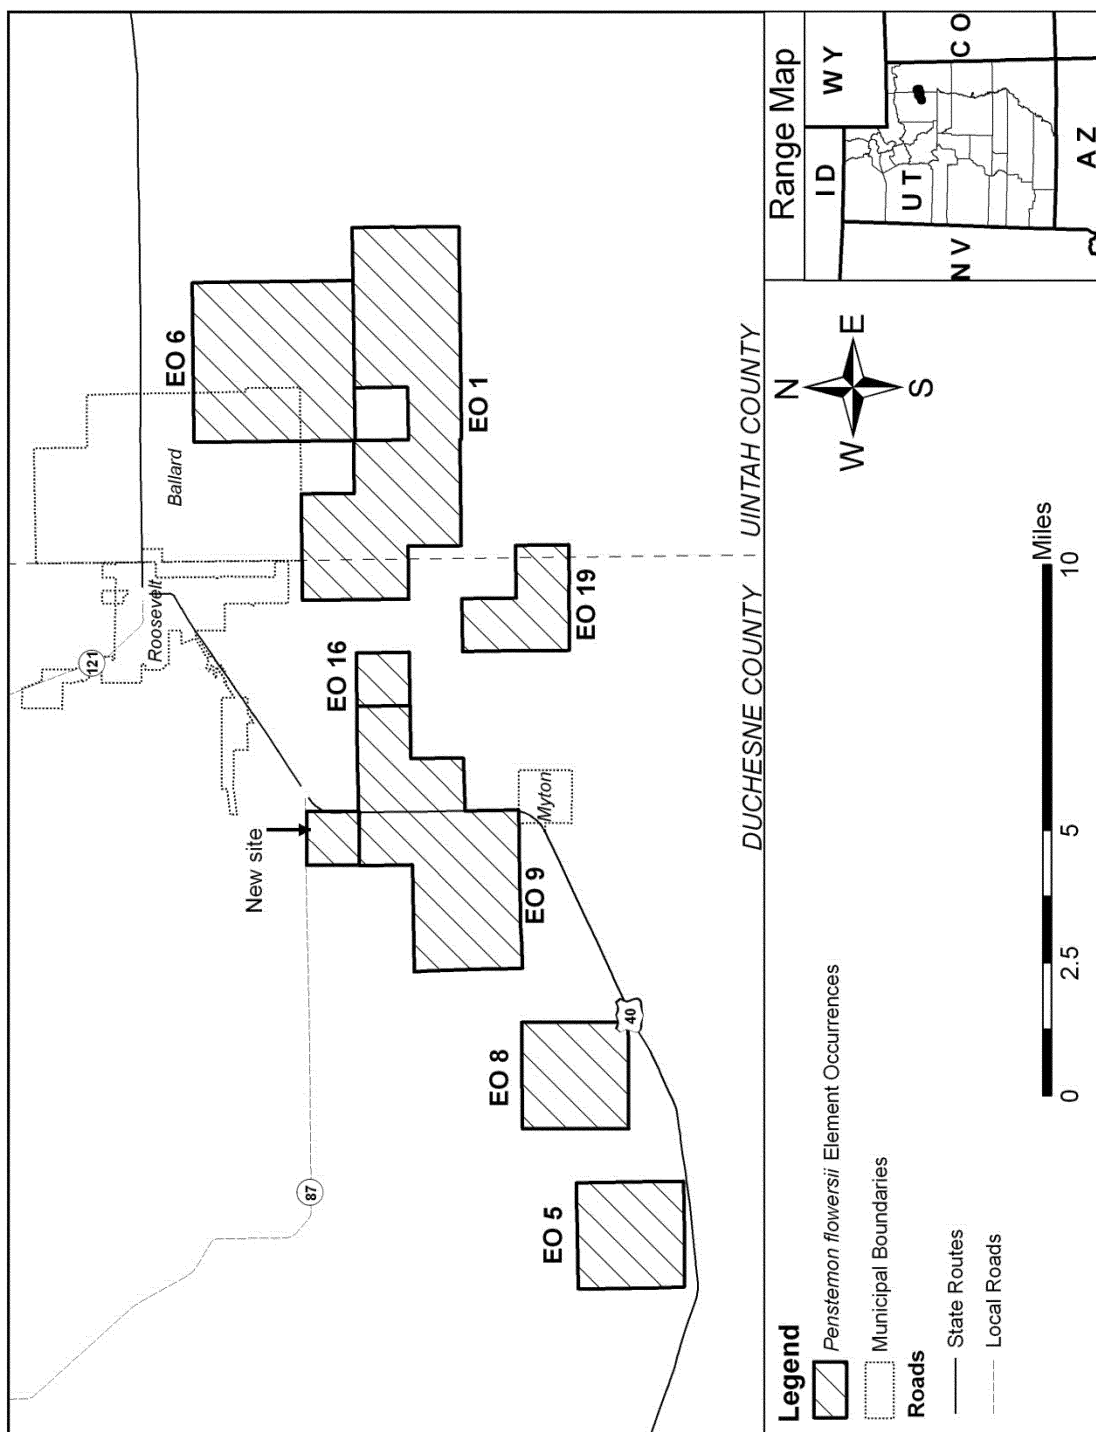 121
Roosevelt
Ballard
EO 6
New site
87
EO 16
EO 1
EO 9
Myton
EO 19
EO 8
40
EO 5
DUCHESNE COUNTY
UINTAH COUNTY
Legend
Penstemon flowersii Element Occurrences
Municipal Boundaries
Roads
State Routes
Local Roads
0
2.5
5
10
Miles
N
W
E
S
Range Map
ID
WY
UT
CO
NV
AZ